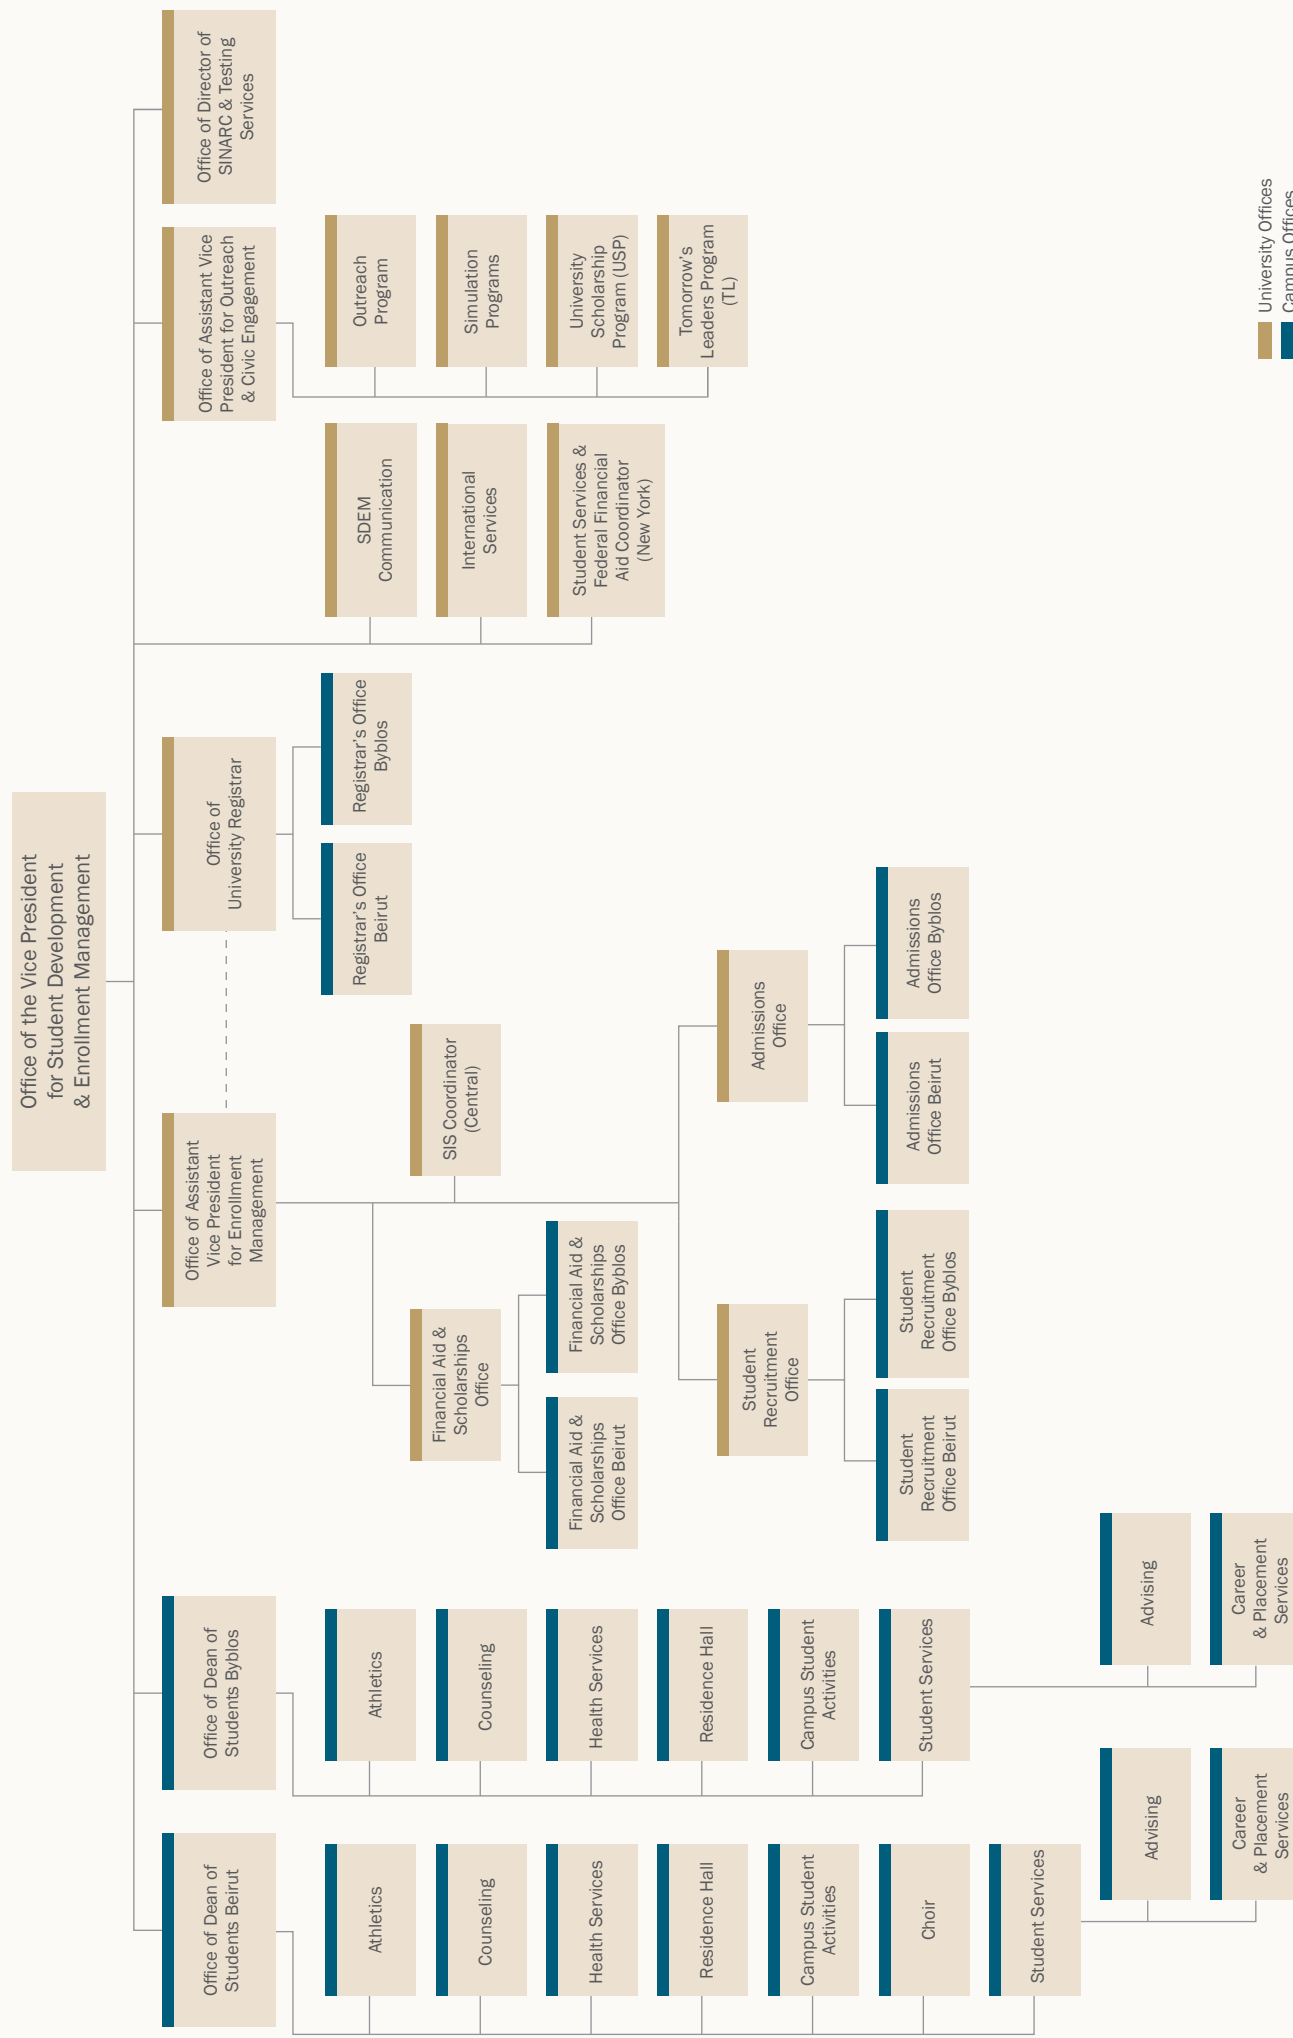 Office of the Vice President
for Student Development
& Enrollment Management
Office of Dean of
Students Beirut
Office of Dean of
Students Byblos
Office of Assistant
Vice President
for Enrollment
Management
Office of
University Registrar
Office of Assistant Vice
President for Outreach
& Civic Engagement
Office of Director of
SINARC & Testing
Services
Athletics
Counseling
Health Services
Residence Hall
Campus Student
Activities
Choir
Student Services
Advising
Career
& Placement
Services
Athletics
Counseling
Health Services
Residence Hall
Campus Student
Activities
Student Services
Advising
Career
& Placement
Services
Financial Aid &
Scholarships
Office
Financial Aid &
Scholarships
Office Beirut
Financial Aid &
Scholarships
Office Byblos
SIS Coordinator
(Central)
Student
Recruitment
Office
Student
Recruitment
Office Beirut
Student
Recruitment
Office Byblos
Admissions
Office
Admissions
Office Beirut
Admissions
Office Byblos
Registrar's Office
Beirut
Registrar's Office
Byblos
SDEM
Communication
International
Services
Student Services &
Federal Financial
Aid Coordinator
(New York)
Outreach
Program
Simulation
Programs
University
Scholarship
Program (USP)
Tomorrow's
Leaders Program
(TL)
University Offices
Campus Offices